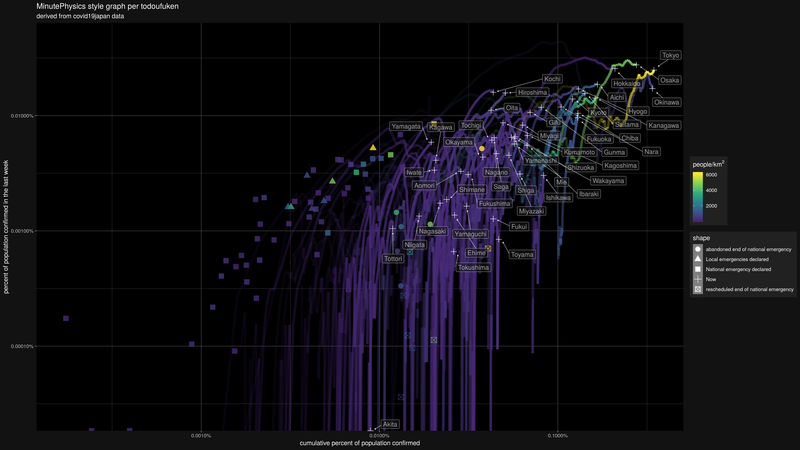 MinutePhysics style graph per todoufuken
derived from covid19japan data
Tokyo
Kochi
Osaka
Hokkaido
Hiroshima
Aichi
Okinawa
Oita
Kyoto
Hyogo
Gifu
Saitama
Kanagawa
Yamagata
Kagawa
Tochigi
Miyagi
Fukuoka
Chiba
Okayama
Kumamoto
Gunma
Nara
Yamanashi
Shizuoka
Kagoshima
Iwate
Nagano
Mie
Wakayama
Aomori
Shimane
Saga
Shiga
Ibaraki
Ishikawa
Fukushima
Miyazaki
Fukui
Nagasaki
Yamaguchi
Niigata
Ehime
Toyama
Tottori
Tokushima
Akita
0.01000%
0.00100%
0.00010%
0.0010%
0.0100%
0.1000%
percent of population confirmed in the last week
cumulative percent of population confirmed
people/km²
6000
4000
2000
shape
abandoned end of national emergency
Local emergencies declared
National emergency declared
Now
rescheduled end of national emergency